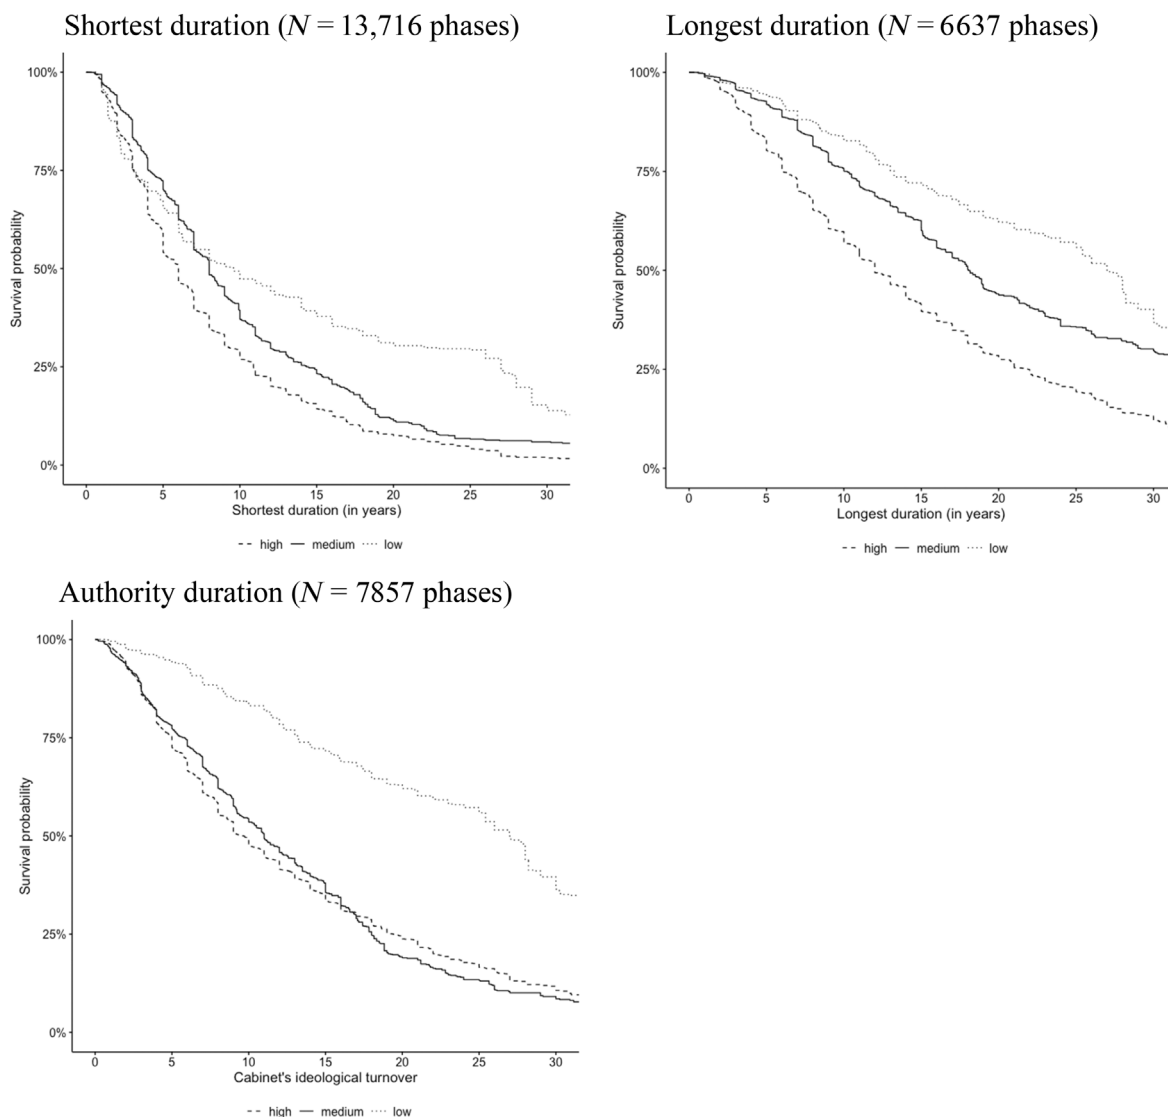 Shortest duration (N = 13,716 phases)
100%
75%
50%
25%
0%
Survival probability
0 5 10 15 20 25 30
Shortest duration (in years)
high medium low
Longest duration (N = 6637 phases)
100%
75%
50%
25%
0%
Survival probability
0 5 10 15 20 25 30
Longest duration (in years)
high medium low
Authority duration (N = 7857 phases)
100%
75%
50%
25%
0%
Survival probability
0 5 10 15 20 25 30
Cabinet's ideological turnover
high medium low